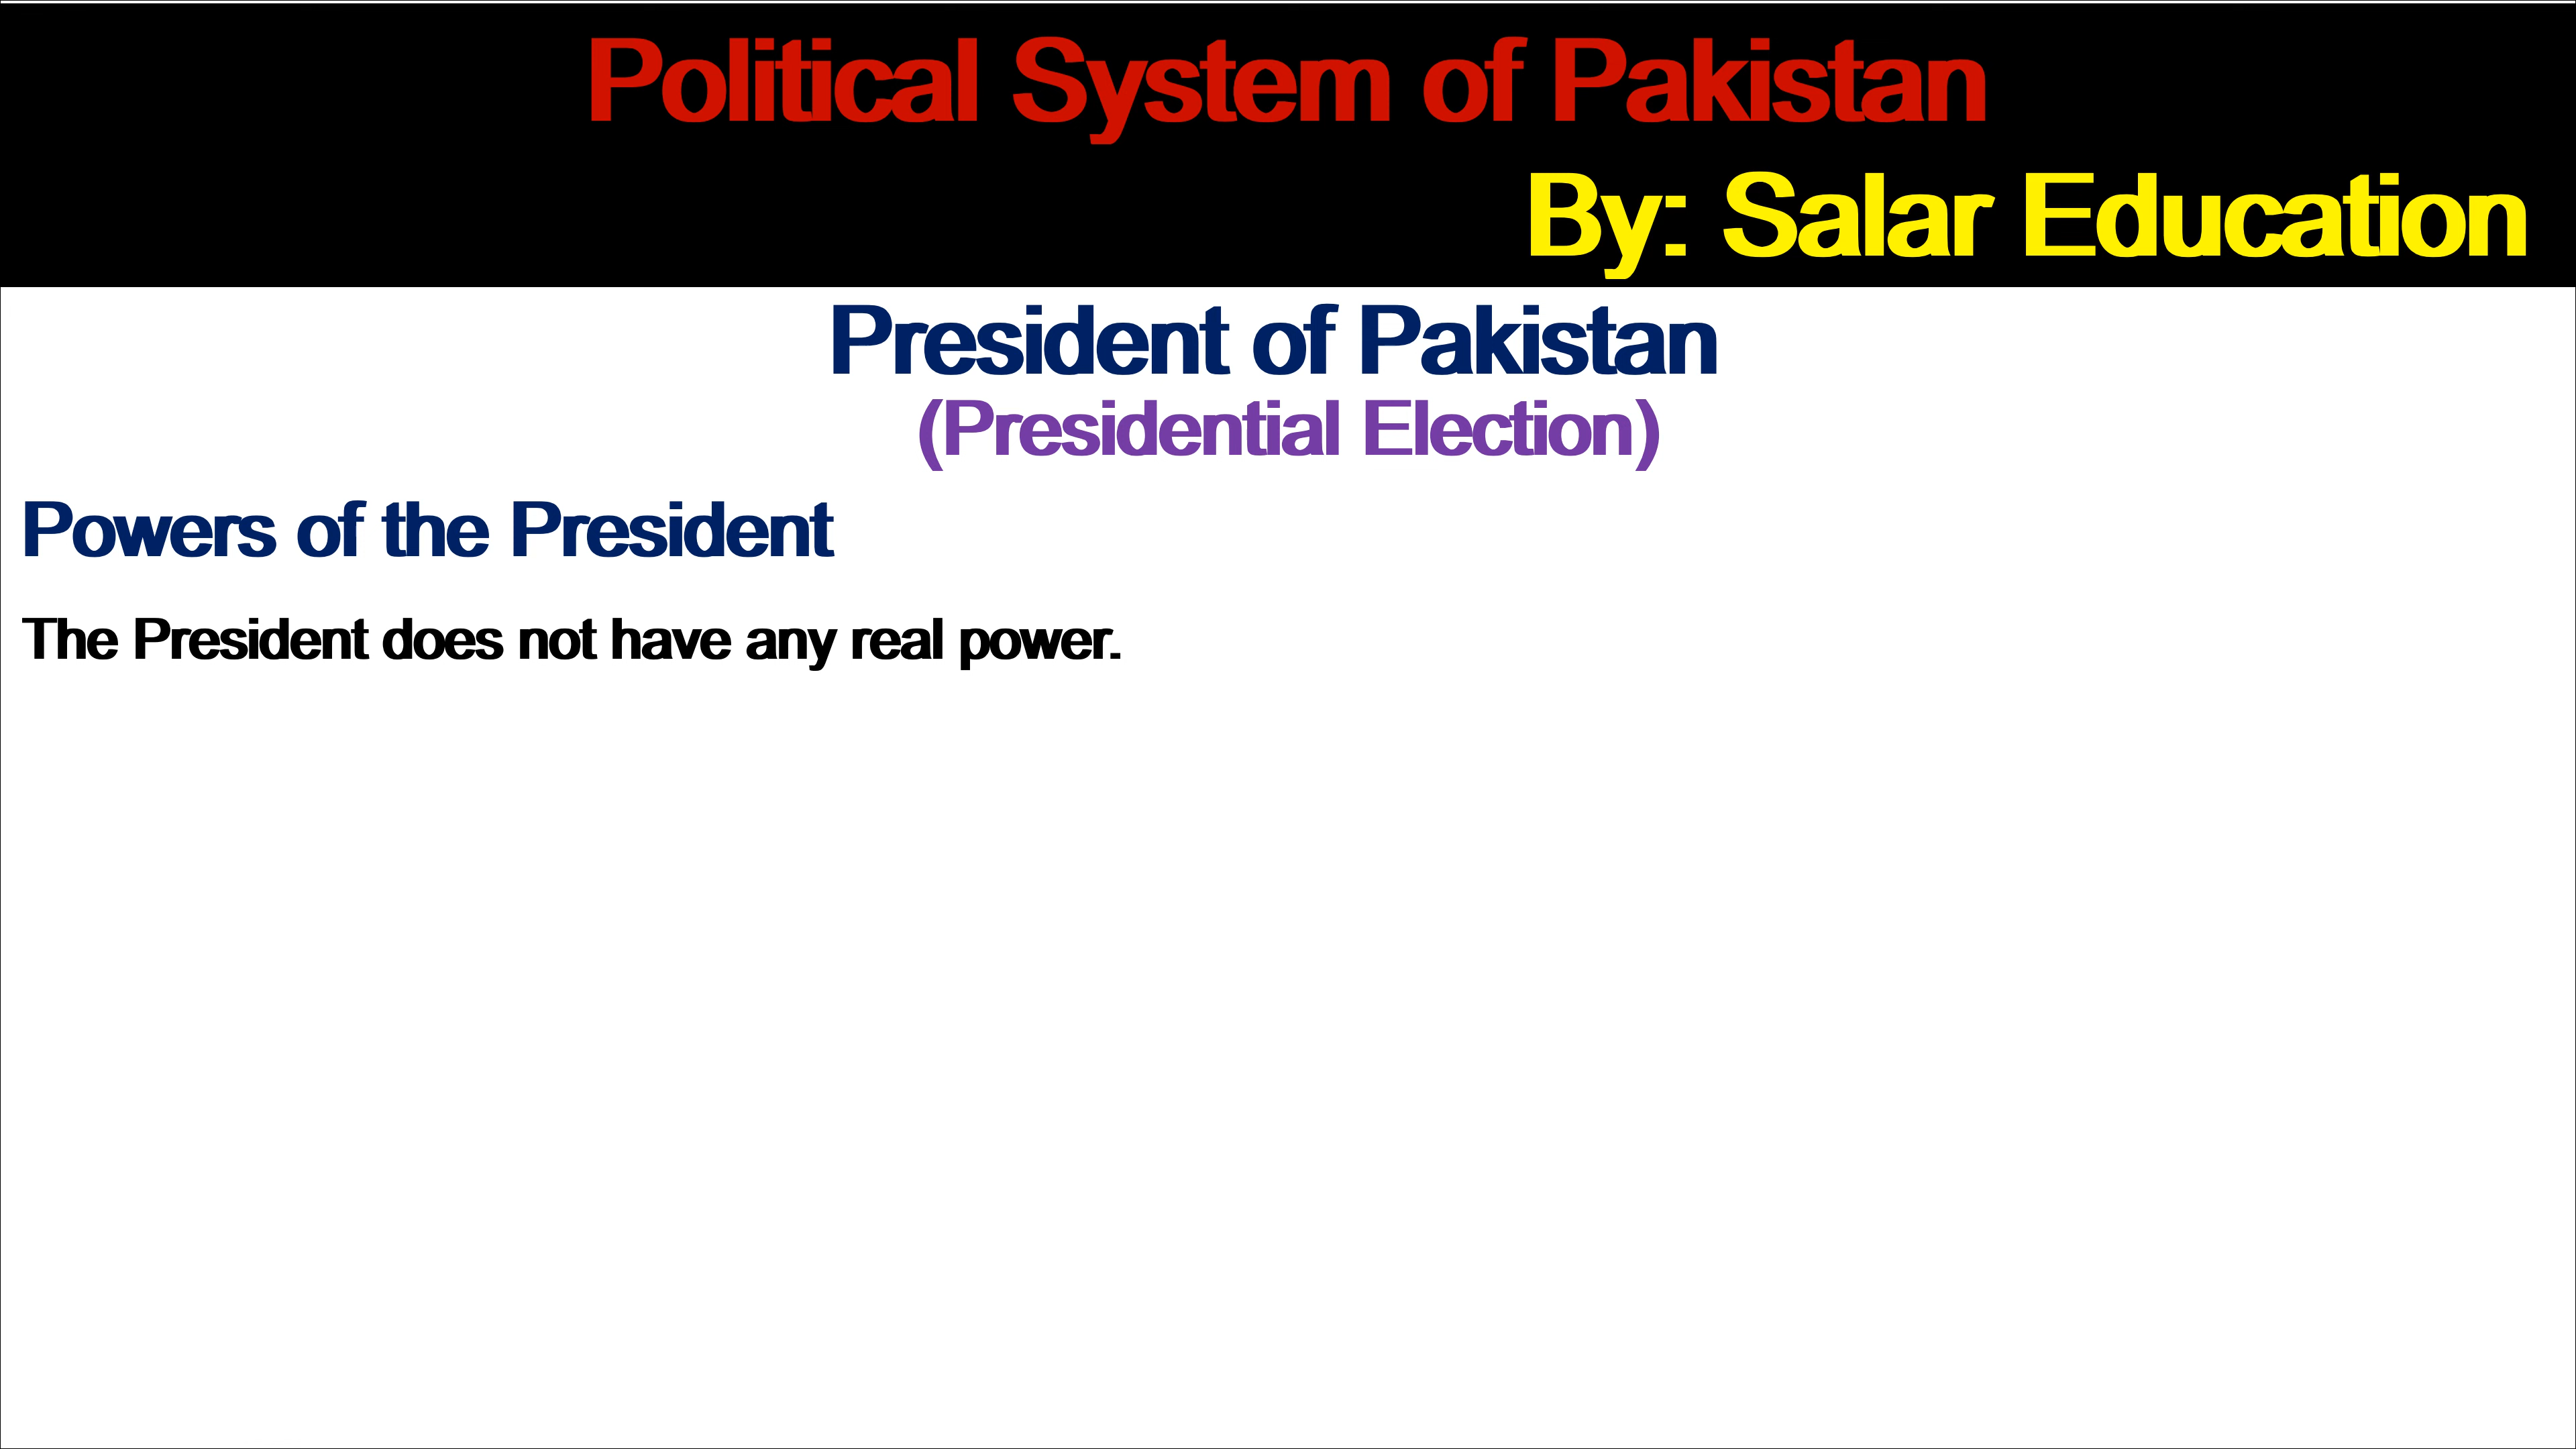 Political System of Pakistan
By: Salar Education
President of Pakistan
(Presidential Election)
Powers of the President
The President does not have any real power.